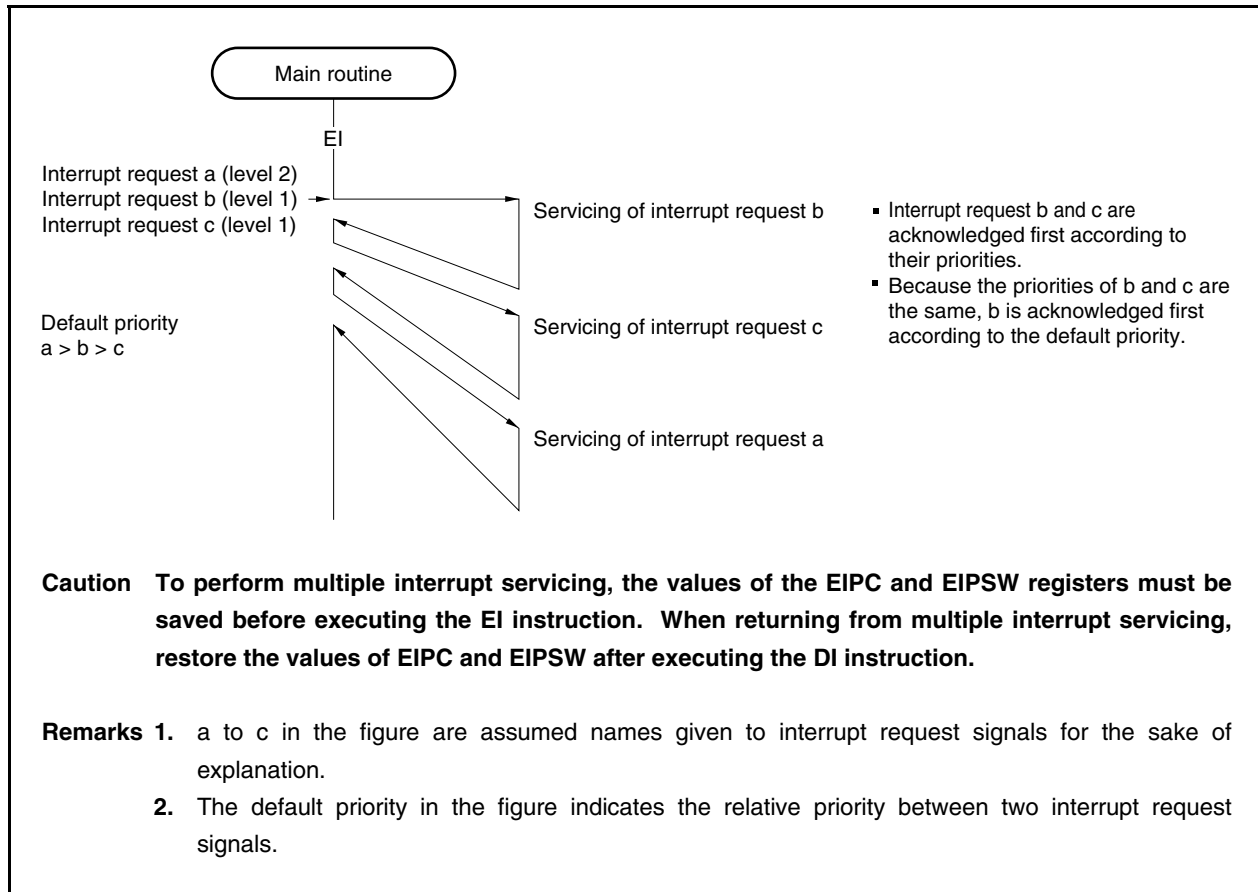 Main routine
EI
Interrupt request a (level 2)
Interrupt request b (level 1)
Interrupt request c (level 1)
Servicing of interrupt request b
▪ Interrupt request b and c are
acknowledged first according to
their priorities.
▪ Because the priorities of b and c are
the same, b is acknowledged first
according to the default priority.
Default priority
a > b > c
Servicing of interrupt request c
Servicing of interrupt request a
Caution To perform multiple interrupt servicing, the values of the EIPC and EIPSW registers must be
saved before executing the EI instruction. When returning from multiple interrupt servicing,
restore the values of EIPC and EIPSW after executing the DI instruction.
Remarks 1. a to c in the figure are assumed names given to interrupt request signals for the sake of
explanation.
2. The default priority in the figure indicates the relative priority between two interrupt request
signals.